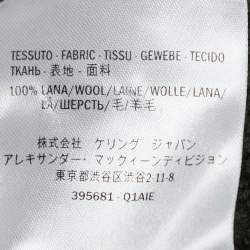 TESSUTO - FABRIC - TISSU - GEWEBE - TECIDO
ТКАНЬ - 表地 - 面料
100% LANA/WOOL/LAINE/WOLLE/LANA/
LÃ/ШЕРСТЬ/毛/羊毛
株式会社 ケリング ジャパン
アレキサンダー・マックィーンディビジョン
東京都渋谷区渋谷2-11-8
395681 - Q1AIE